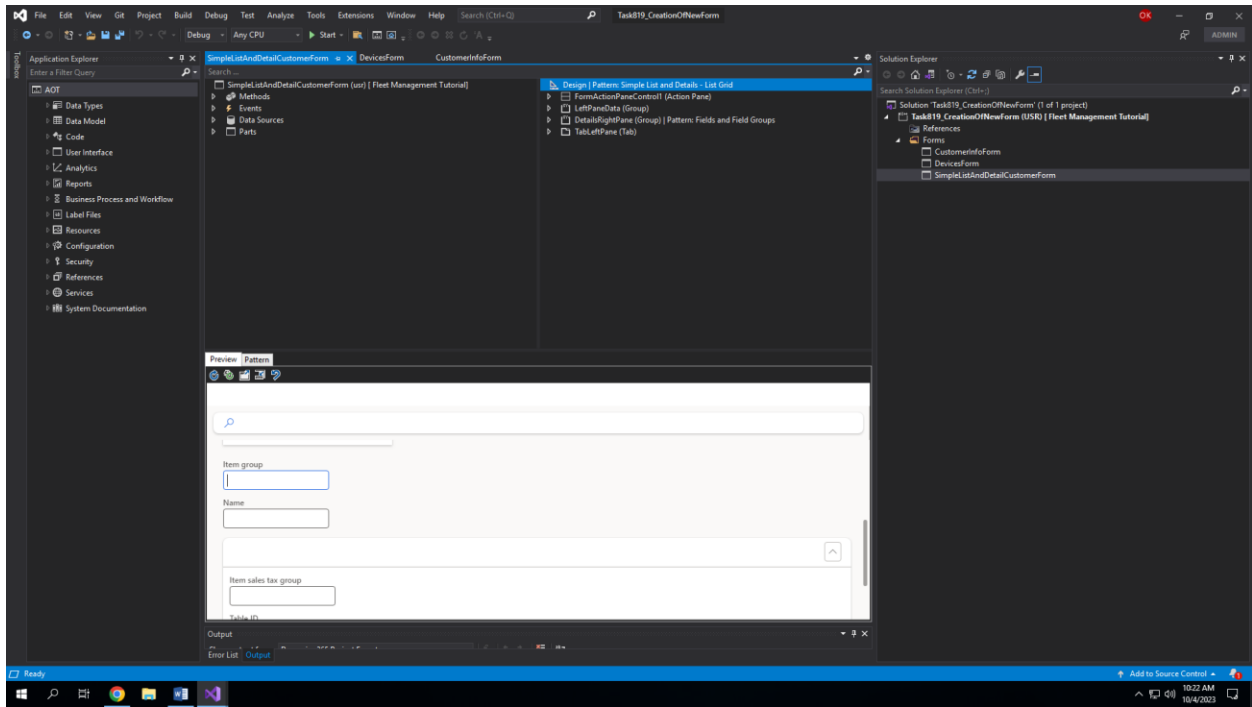 File Edit View Git Project Build Debug Test Analyze Tools Extensions Window Help Search (Ctrl+Q) Task819_CreationOfNewForm OK
Debug Any CPU Start ADMIN
Toolbox
Application Explorer
Enter a Filter Query
AOT
Data Types
Data Model
Code
User Interface
Analytics
Reports
Business Process and Workflow
Label Files
Resources
Configuration
Security
References
Services
System Documentation
SimpleListAndDetailCustomerForm DevicesForm CustomerInfoForm
Search ...
SimpleListAndDetailCustomerForm (usr) [ Fleet Management Tutorial]
Methods
Events
Data Sources
Parts
Design | Pattern: Simple List and Details - List Grid
FormActionPaneControl1 (Action Pane)
LeftPaneData (Group)
DetailsRightPane (Group) | Pattern: Fields and Field Groups
TabLeftPane (Tab)
Preview Pattern
Item group
Name
Item sales tax group
Table ID
Output
Error List Output
Solution Explorer
Search Solution Explorer (Ctrl+;)
Solution 'Task819_CreationOfNewForm' (1 of 1 project)
Task819_CreationOfNewForm (USR) [ Fleet Management Tutorial]
References
Forms
CustomerInfoForm
DevicesForm
SimpleListAndDetailCustomerForm
Ready Add to Source Control
10:22 AM
10/4/2023